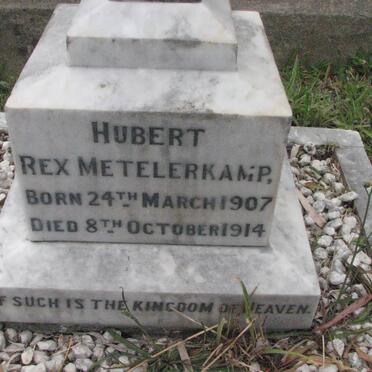 HUBERT
REX METELERKAMP,
BORN 24TH MARCH 1907
DIED 8TH OCTOBER 1914
OF SUCH IS THE KINGDOM OF HEAVEN.